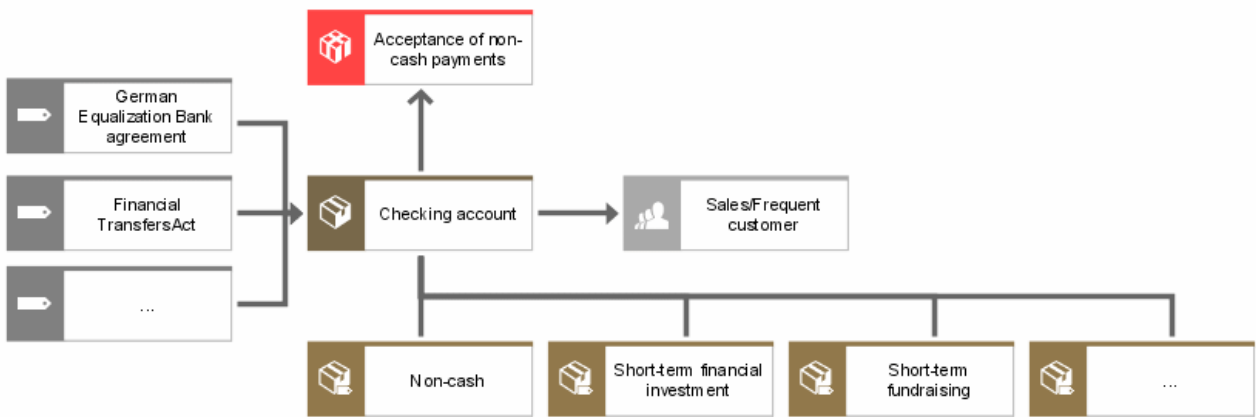 Acceptance of non-
cash payments
German
Equalization Bank
agreement
Financial
TransfersAct
...
Checking account
Sales/Frequent
customer
Non-cash
Short-term financial
investment
Short-term
fundraising
...